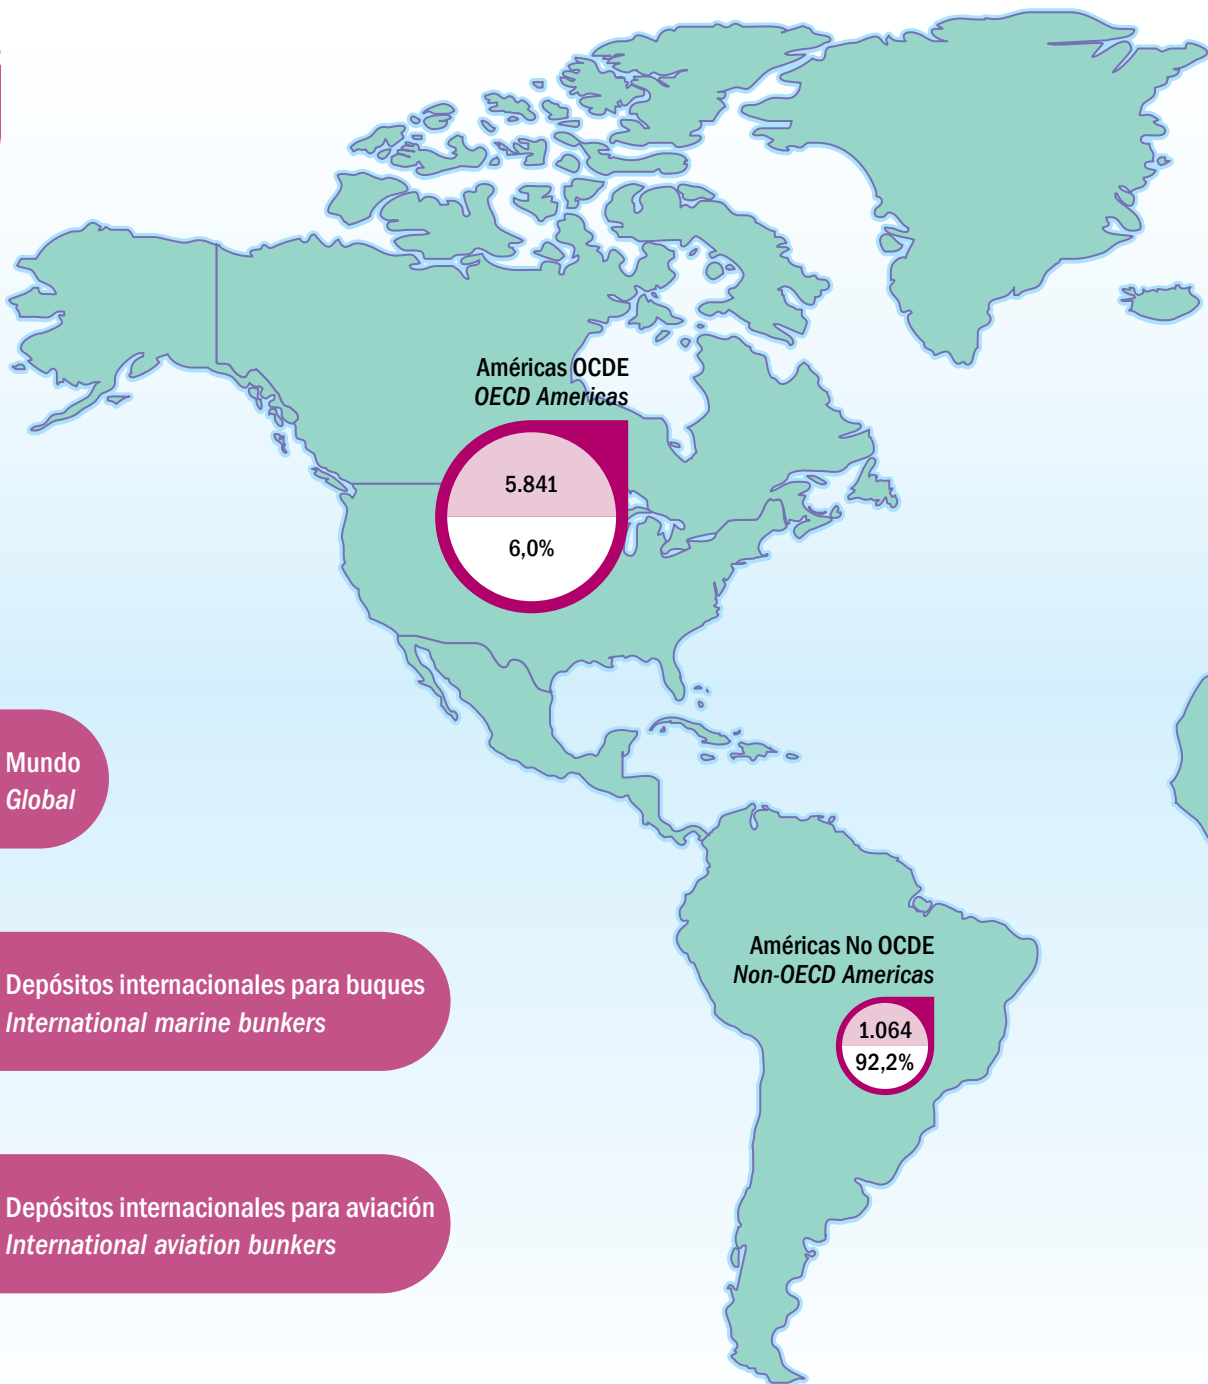 Américas OCDE
OECD Americas
5.841
6,0%
Mundo
Global
Américas No OCDE
Non-OECD Americas
Depósitos internacionales para buques
International marine bunkers
1.064
92,2%
Depósitos internacionales para aviación
International aviation bunkers